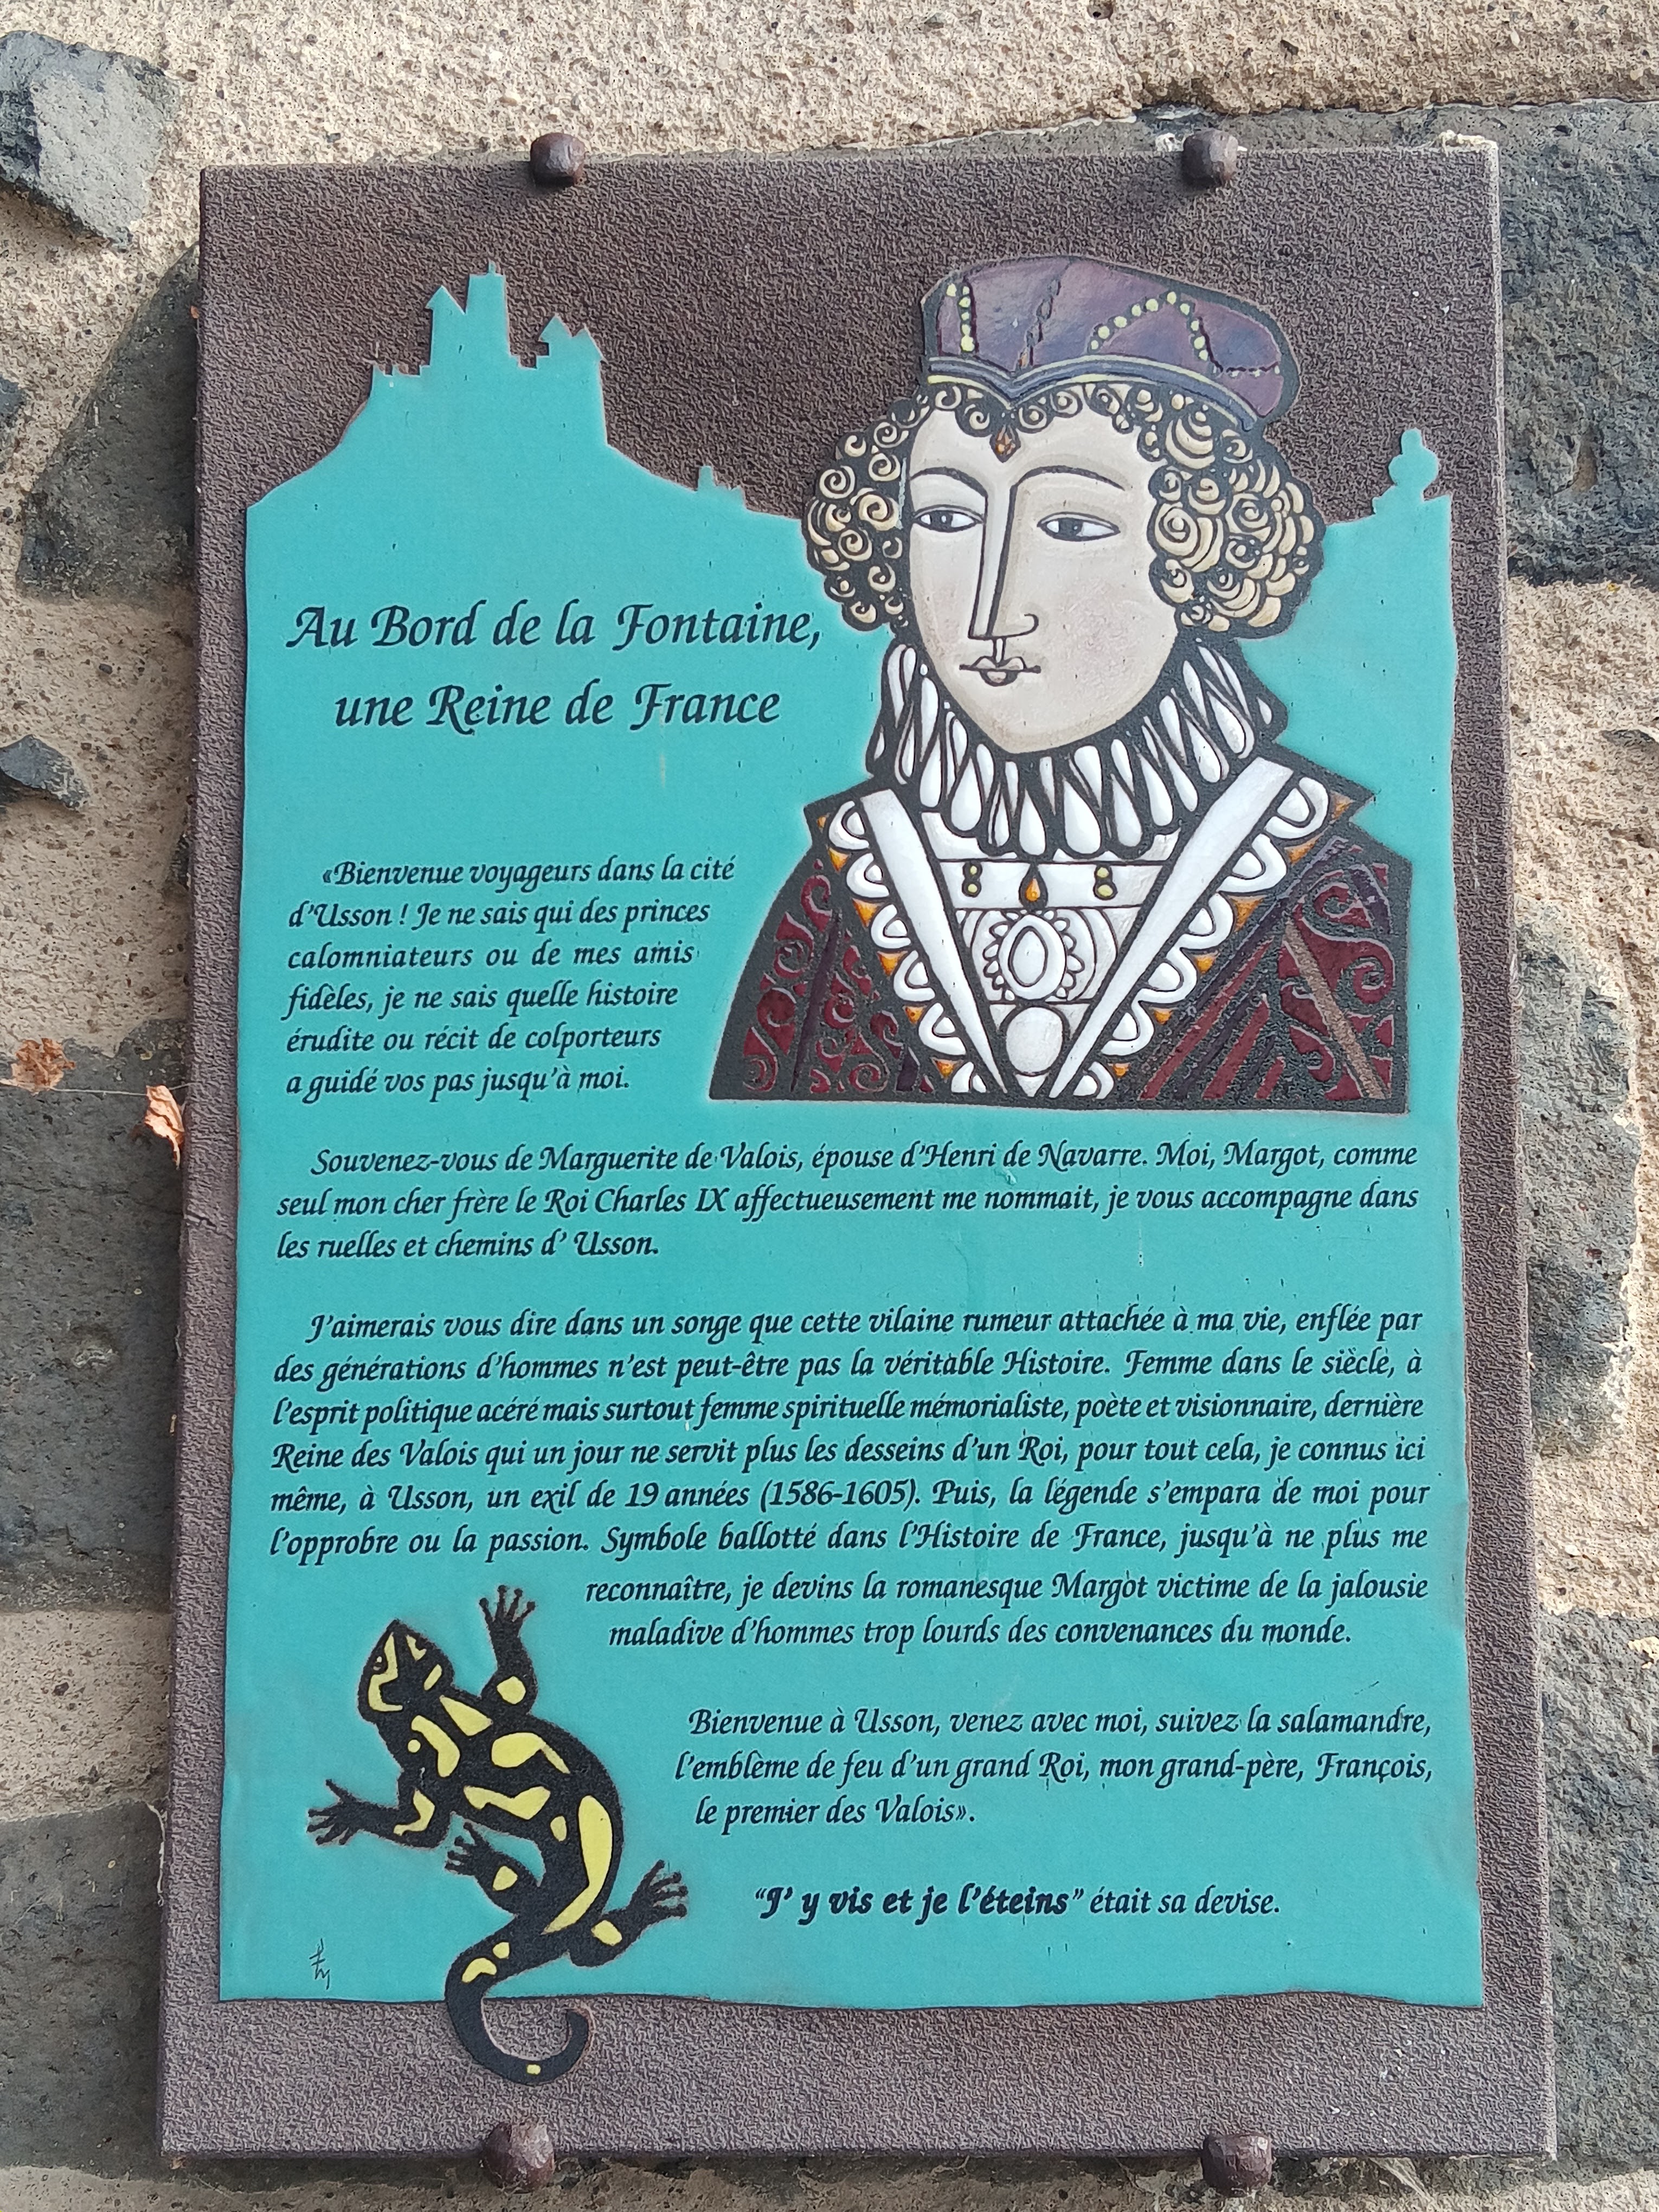 Au Bord de la Fontaine,
une Reine de France
«Bienvenue voyageurs dans la cité
d'Usson ! Je ne sais qui des princes
calomniateurs ou de mes amis
fidèles, je ne sais quelle histoire
érudite ou récit de colporteurs
a guidé vos pas jusqu'à moi.
Souvenez-vous de Marguerite de Valois, épouse d'Henri de Navarre. Moi, Margot, comme
seul mon cher frère le Roi Charles IX affectueusement me nommait, je vous accompagne dans
les ruelles et chemins d' Usson.
J'aimerais vous dire dans un songe que cette vilaine rumeur attachée à ma vie, enflée par
des générations d'hommes n'est peut-être pas la véritable Histoire. Femme dans le siècle, à
l'esprit politique acéré mais surtout femme spirituelle mémorialiste, poète et visionnaire, dernière
Reine des Valois qui un jour ne servit plus les desseins d'un Roi, pour tout cela, je connus ici
même, à Usson, un exil de 19 années (1586-1605). Puis, la légende s'empara de moi pour
l'opprobre ou la passion. Symbole ballotté dans l'Histoire de France, jusqu'à ne plus me
reconnaître, je devins la romanesque Margot victime de la jalousie
maladive d'hommes trop lourds des convenances du monde.
Bienvenue à Usson, venez avec moi, suivez la salamandre,
l'emblème de feu d'un grand Roi, mon grand-père, François,
le premier des Valois».
"J' y vis et je l'éteins" était sa devise.